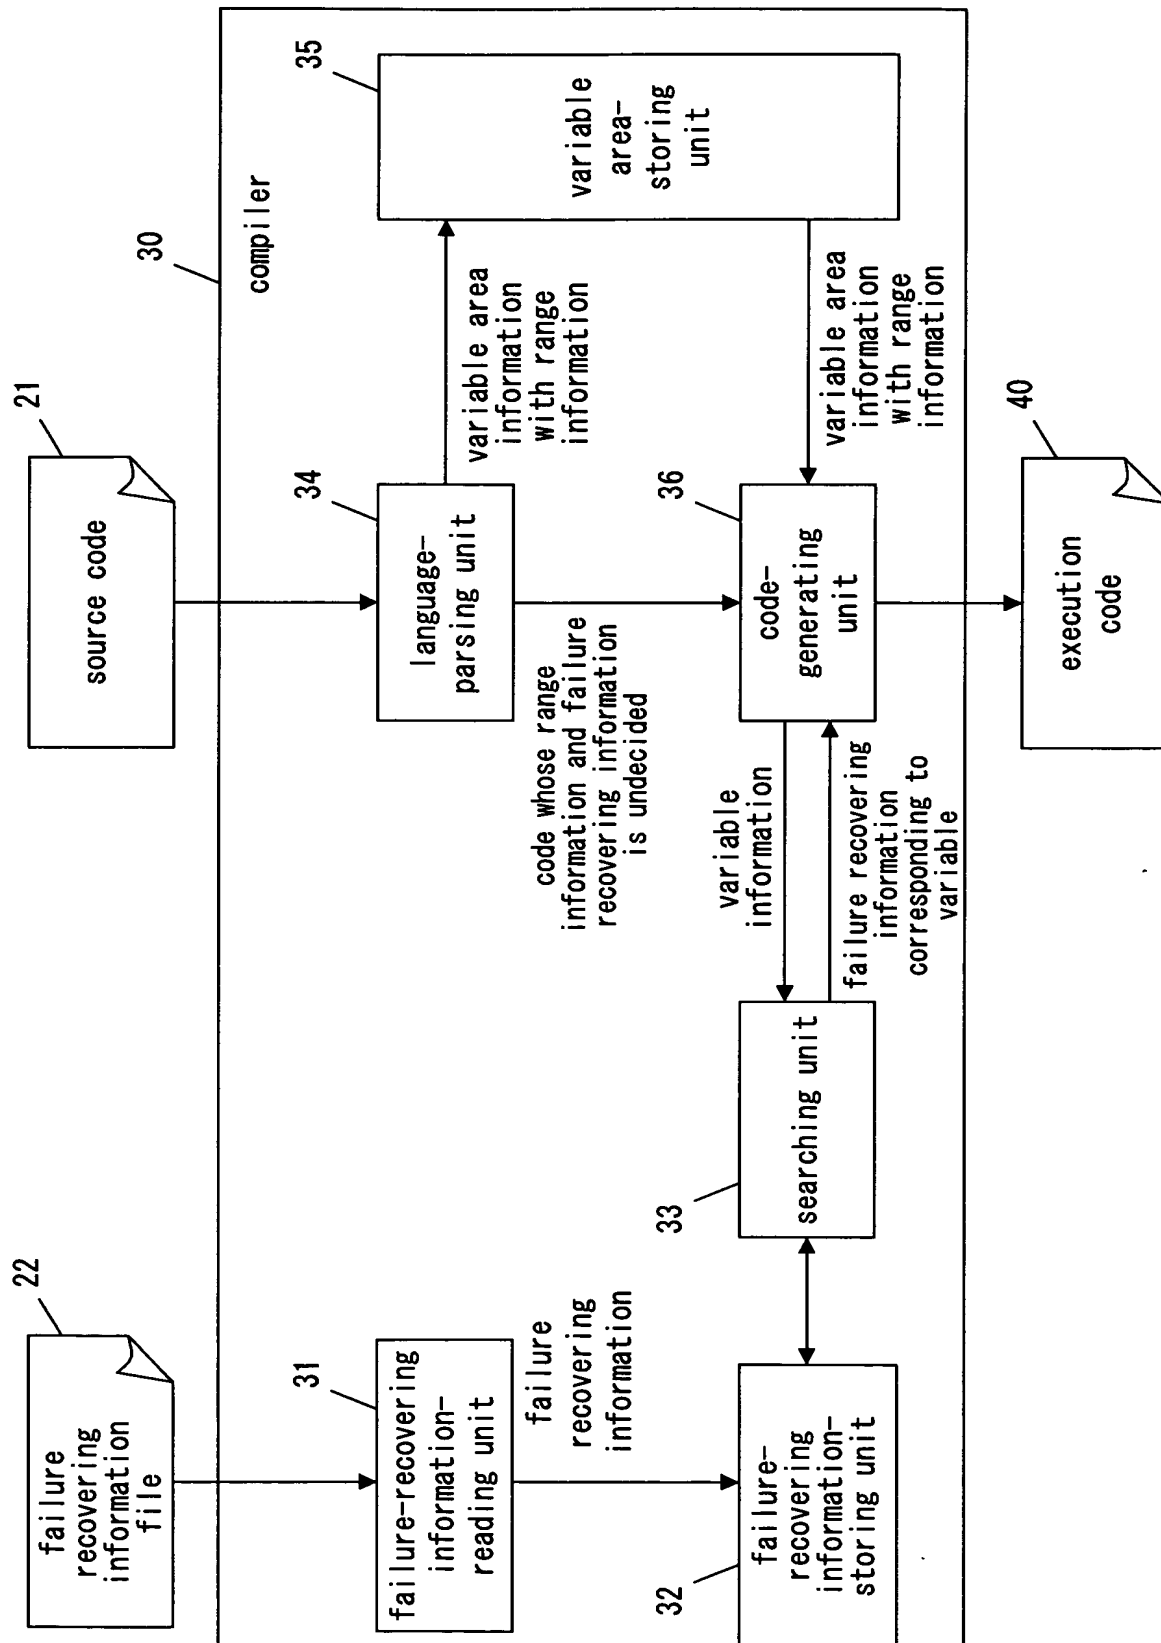 failure
recovering
information
file
22
source code
21
30
compiler
failure-recovering
information-
reading unit
31
language-
parsing unit
34
variable
area-
storing
unit
35
failure
recovering
information
code whose range
information and failure
recovering information
is undecided
variable area
information
with range
information
failure-
recovering
information-
storing unit
32
searching unit
33
variable
information
failure recovering
information
corresponding to
variable
code-
generating
unit
36
variable area
information
with range
information
execution
code
40